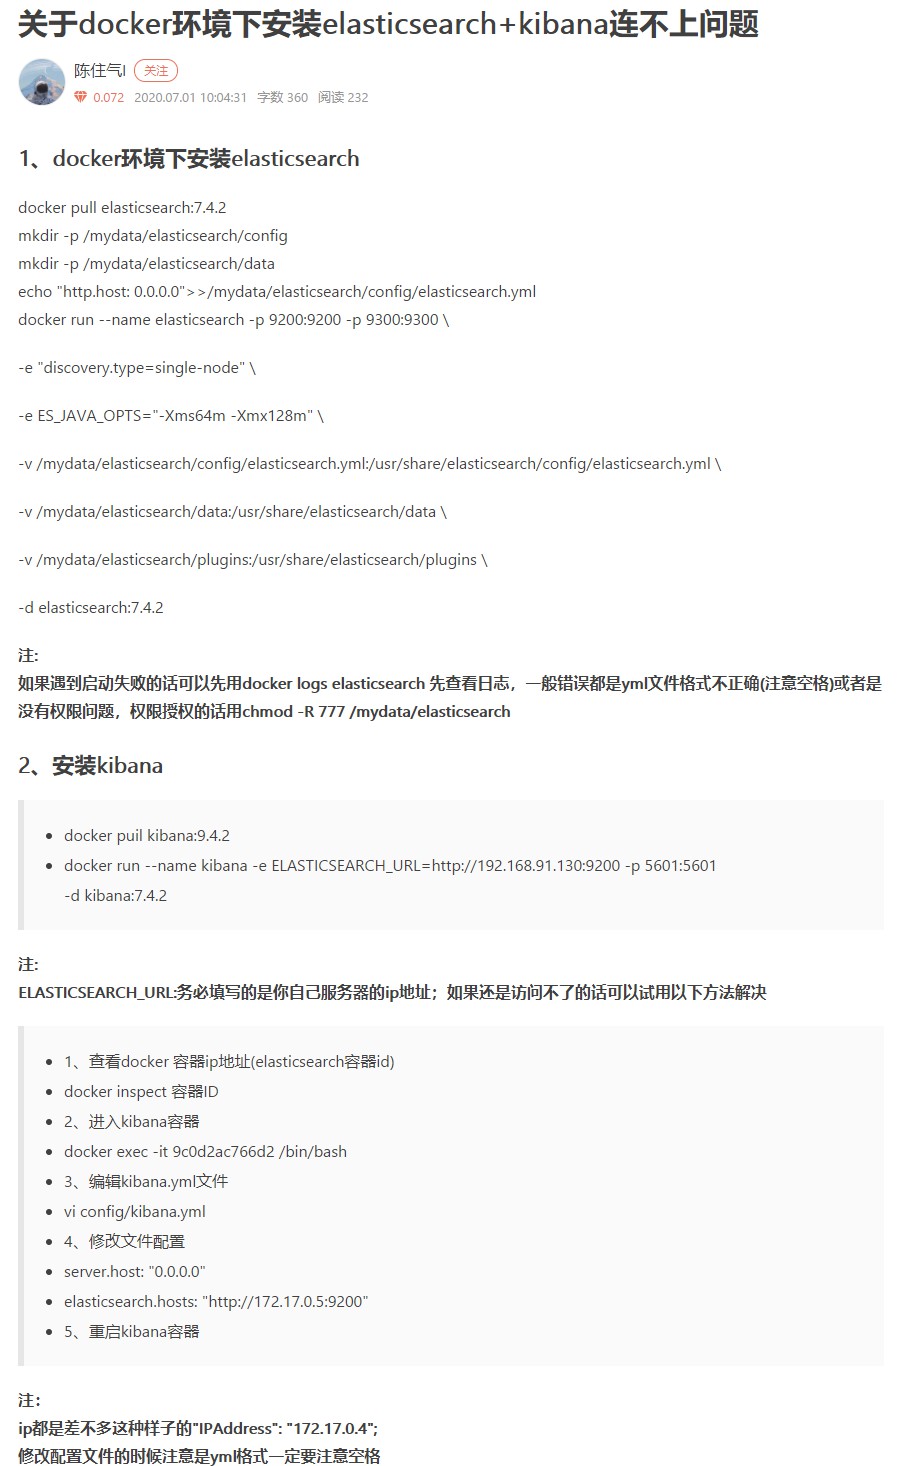 关于docker环境下安装elasticsearch+kibana连不上问题
陈住气l 关注
0.072 2020.07.01 10:04:31 字数 360 阅读 232
1、docker环境下安装elasticsearch
docker pull elasticsearch:7.4.2
mkdir -p /mydata/elasticsearch/config
mkdir -p /mydata/elasticsearch/data
echo "http.host: 0.0.0.0">>/mydata/elasticsearch/config/elasticsearch.yml
docker run --name elasticsearch -p 9200:9200 -p 9300:9300 \
-e "discovery.type=single-node" \
-e ES_JAVA_OPTS="-Xms64m -Xmx128m" \
-v /mydata/elasticsearch/config/elasticsearch.yml:/usr/share/elasticsearch/config/elasticsearch.yml \
-v /mydata/elasticsearch/data:/usr/share/elasticsearch/data \
-v /mydata/elasticsearch/plugins:/usr/share/elasticsearch/plugins \
-d elasticsearch:7.4.2
注:
如果遇到启动失败的话可以先用docker logs elasticsearch 先查看日志，一般错误都是yml文件格式不正确(注意空格)或者是
没有权限问题，权限授权的话用chmod -R 777 /mydata/elasticsearch
2、安装kibana
• docker puil kibana:9.4.2
• docker run --name kibana -e ELASTICSEARCH_URL=http://192.168.91.130:9200 -p 5601:5601
-d kibana:7.4.2
注:
ELASTICSEARCH_URL:务必填写的是你自己服务器的ip地址；如果还是访问不了的话可以试用以下方法解决
• 1、查看docker 容器ip地址(elasticsearch容器id)
• docker inspect 容器ID
• 2、进入kibana容器
• docker exec -it 9c0d2ac766d2 /bin/bash
• 3、编辑kibana.yml文件
• vi config/kibana.yml
• 4、修改文件配置
• server.host: "0.0.0.0"
• elasticsearch.hosts: "http://172.17.0.5:9200"
• 5、重启kibana容器
注：
ip都是差不多这种样子的"IPAddress": "172.17.0.4";
修改配置文件的时候注意是yml格式一定要注意空格